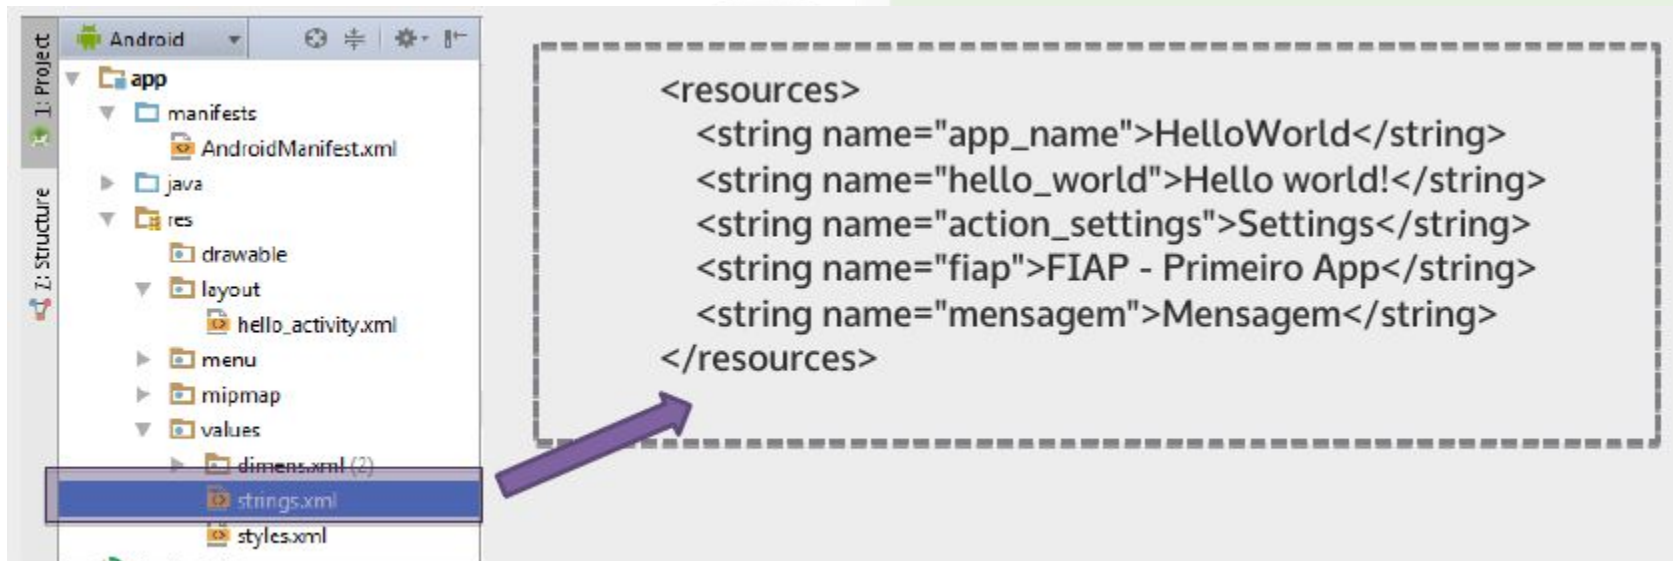 1: Project
Z: Structure
Android
app
manifests
AndroidManifest.xml
java
res
drawable
layout
hello_activity.xml
menu
mipmap
values
dimens.xml (2)
strings.xml
styles.xml
<resources>
<string name="app_name">HelloWorld</string>
<string name="hello_world">Hello world!</string>
<string name="action_settings">Settings</string>
<string name="fiap">FIAP - Primeiro App</string>
<string name="mensagem">Mensagem</string>
</resources>